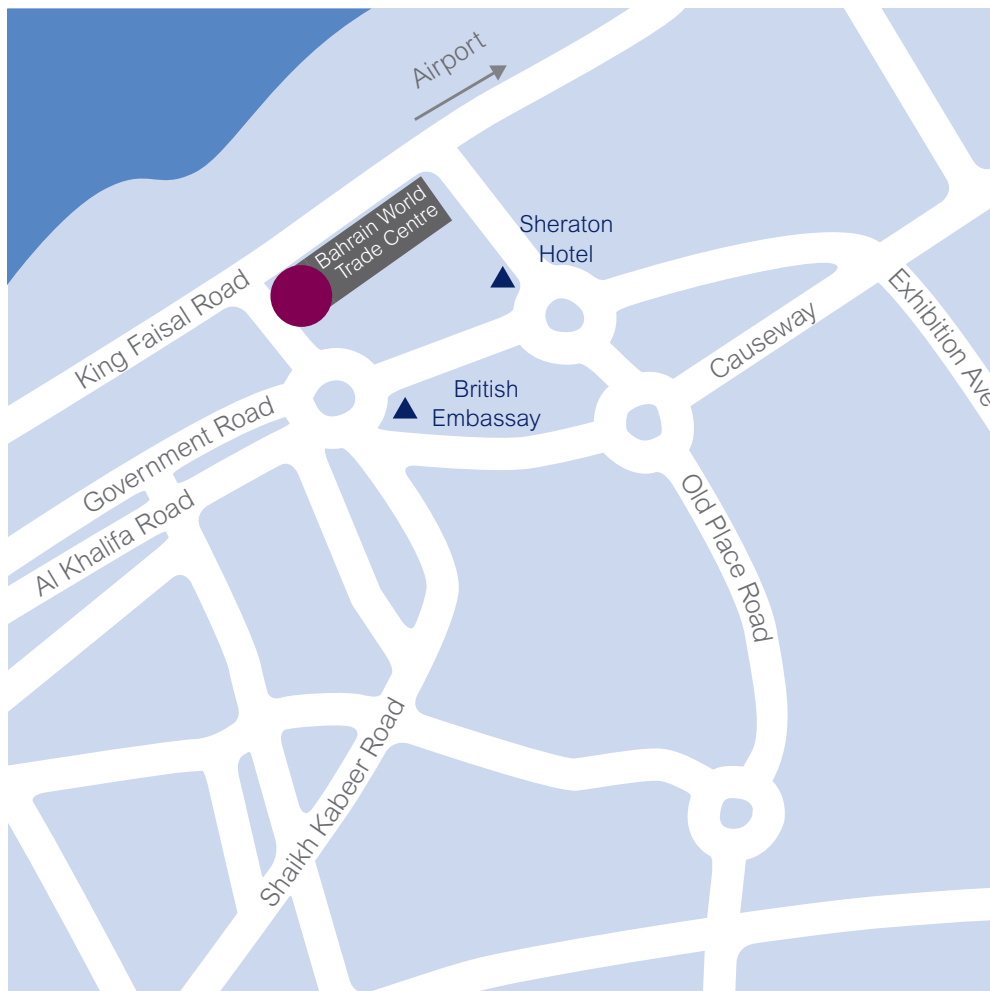 Airport
Bahrain World
Trade Centre
Sheraton
Hotel
King Faisal Road
Causeway
Exhibition Ave
British
Embassay
Government Road
Al Khalifa Road
Old Place Road
Shaikh Kabeer Road